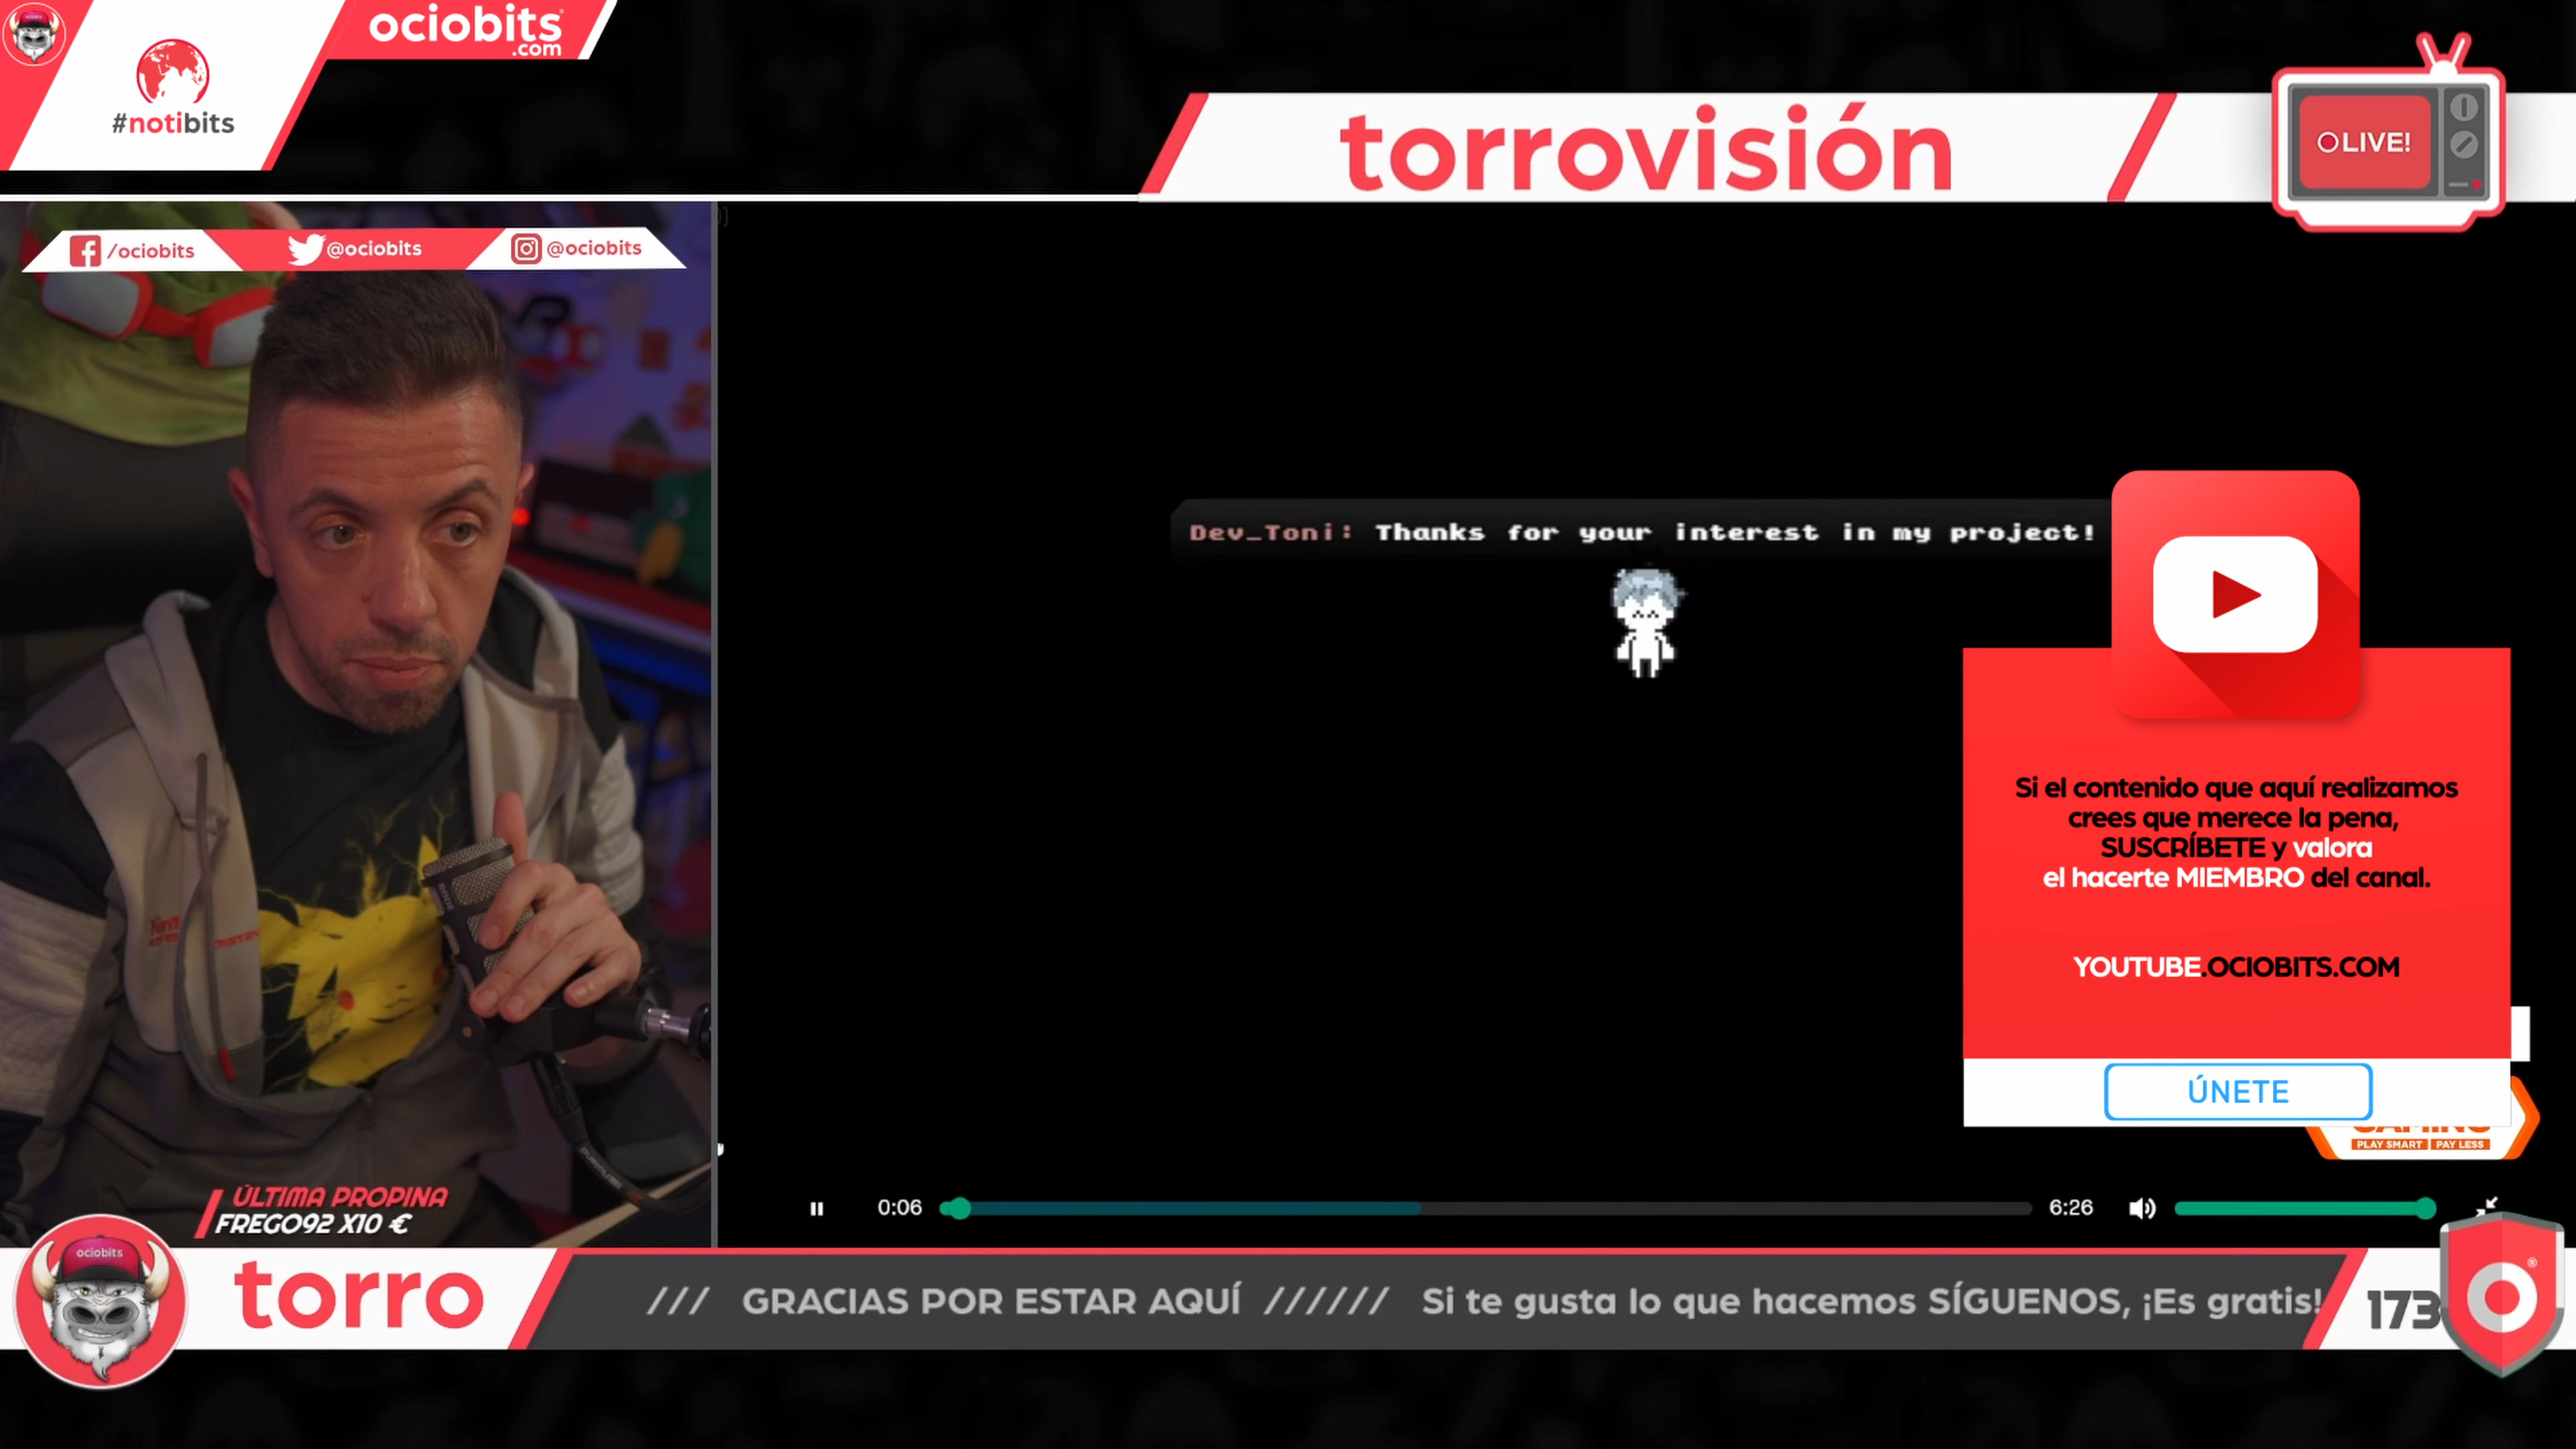 ociobits
.com
#notibits
torrovisión
LIVE!
/ociobits
@ociobits
@ociobits
Dev_Toni: Thanks for your interest in my project!
Si el contenido que aquí realizamos
crees que merece la pena,
SUSCRÍBETE y valora
el hacerte MIEMBRO del canal.
YOUTUBE.OCIOBITS.COM
ÚNETE
PLAY SMART PAY LESS
0:06
6:26
ÚLTIMA PROPINA
FREGO92 X10 €
ociobits
torro
/// GRACIAS POR ESTAR AQUÍ ////// Si te gusta lo que hacemos SÍGUENOS, ¡Es gratis!
173